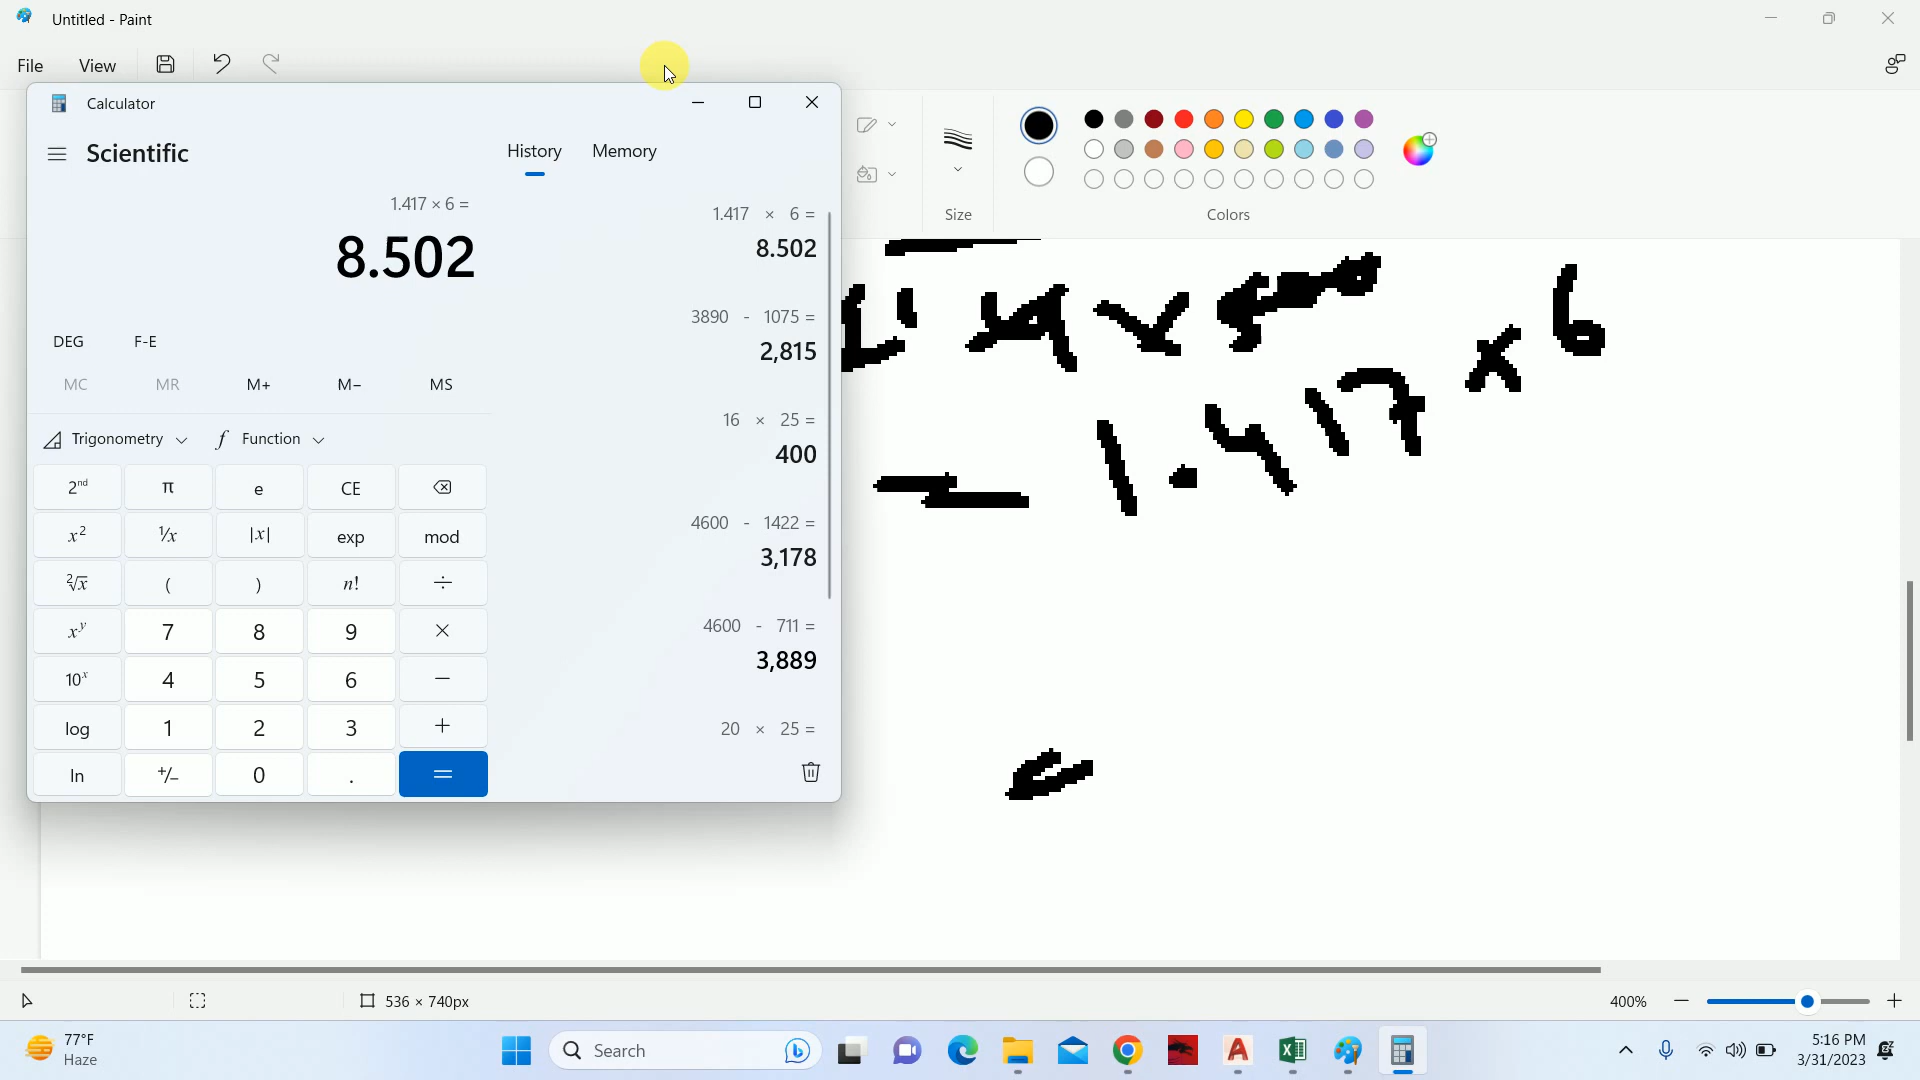 Untitled - Paint
File View
Calculator
Scientific
History Memory
1.417 × 6 =
8.502
1.417 × 6 =
8.502
3890 - 1075 =
2,815
16 × 25 =
400
4600 - 1422 =
3,178
4600 - 711 =
3,889
20 × 25 =
DEG F-E
MC MR M+ M− MS
Trigonometry f Function
2nd π e CE
x² ¹/x |x| exp mod
²√x ( ) n! ÷
xʸ 7 8 9 ×
10ˣ 4 5 6 −
log 1 2 3 +
ln +/− 0 . =
Size
Colors
1.417 × 6
536 × 740px
400%
77°F
Haze
Search
5:16 PM
3/31/2023